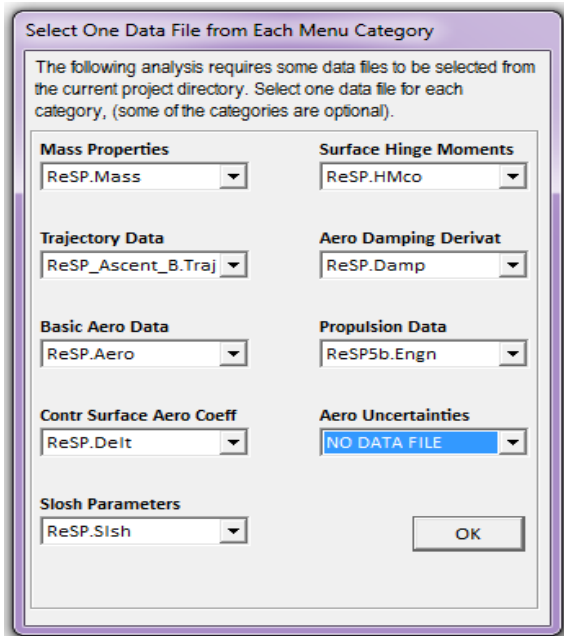 Select One Data File from Each Menu Category
The following analysis requires some data files to be selected from
the current project directory. Select one data file for each
category, (some of the categories are optional).
Mass Properties
ReSP.Mass
Surface Hinge Moments
ReSP.HMco
Trajectory Data
ReSP_Ascent_B.Traj
Aero Damping Derivat
ReSP.Damp
Basic Aero Data
ReSP.Aero
Propulsion Data
ReSP5b.Engn
Contr Surface Aero Coeff
ReSP.Delt
Aero Uncertainties
NO DATA FILE
Slosh Parameters
ReSP.Slsh
OK